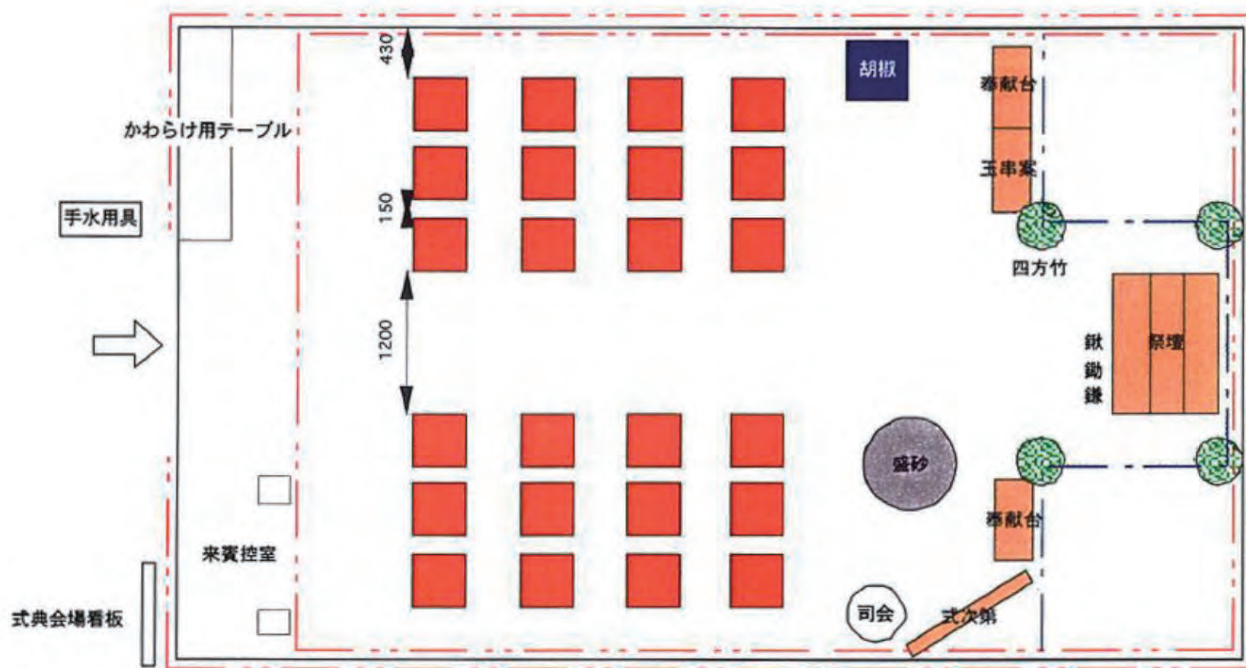 430
胡椒
奉献台
かわらけ用テーブル
玉串案
手水用具
150
四方竹
1200
鍬
鋤
鎌
祭壇
盛砂
奉献台
来賓控室
式典会場看板
司会
式次第